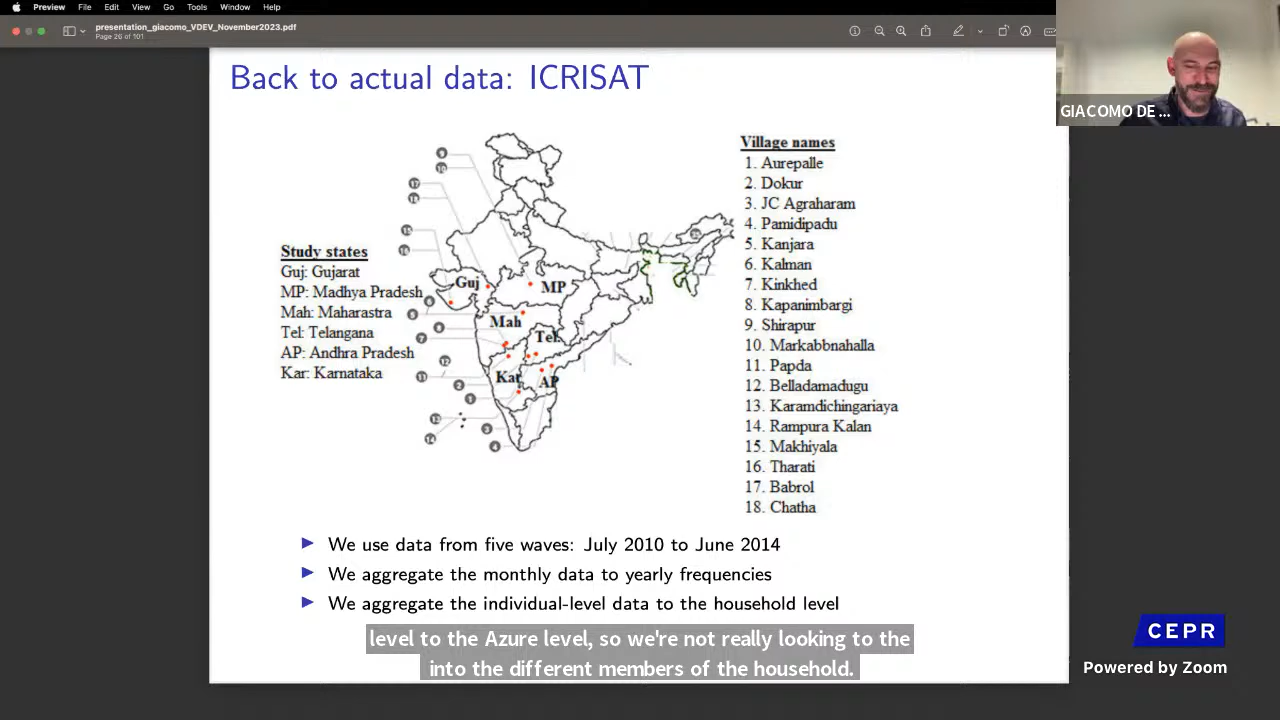 Preview File Edit View Go Tools Window Help
presentation_giacomo_VDEV_November2023.pdf
Page 26 of 101
GIACOMO DE ...
Back to actual data: ICRISAT
Study states
Guj: Gujarat
MP: Madhya Pradesh
Mah: Maharastra
Tel: Telangana
AP: Andhra Pradesh
Kar: Karnataka
Guj
MP
Mah
Tel.
Kar
AP
Village names
1. Aurepalle
2. Dokur
3. JC Agraharam
4. Pamidipadu
5. Kanjara
6. Kalman
7. Kinkhed
8. Kapanimbargi
9. Shirapur
10. Markabbnahalla
11. Papda
12. Belladamadugu
13. Karamdichingariaya
14. Rampura Kalan
15. Makhiyala
16. Tharati
17. Babrol
18. Chatha
We use data from five waves: July 2010 to June 2014
We aggregate the monthly data to yearly frequencies
We aggregate the individual-level data to the household level
level to the Azure level, so we're not really looking to the
into the different members of the household.
CEPR
Powered by Zoom